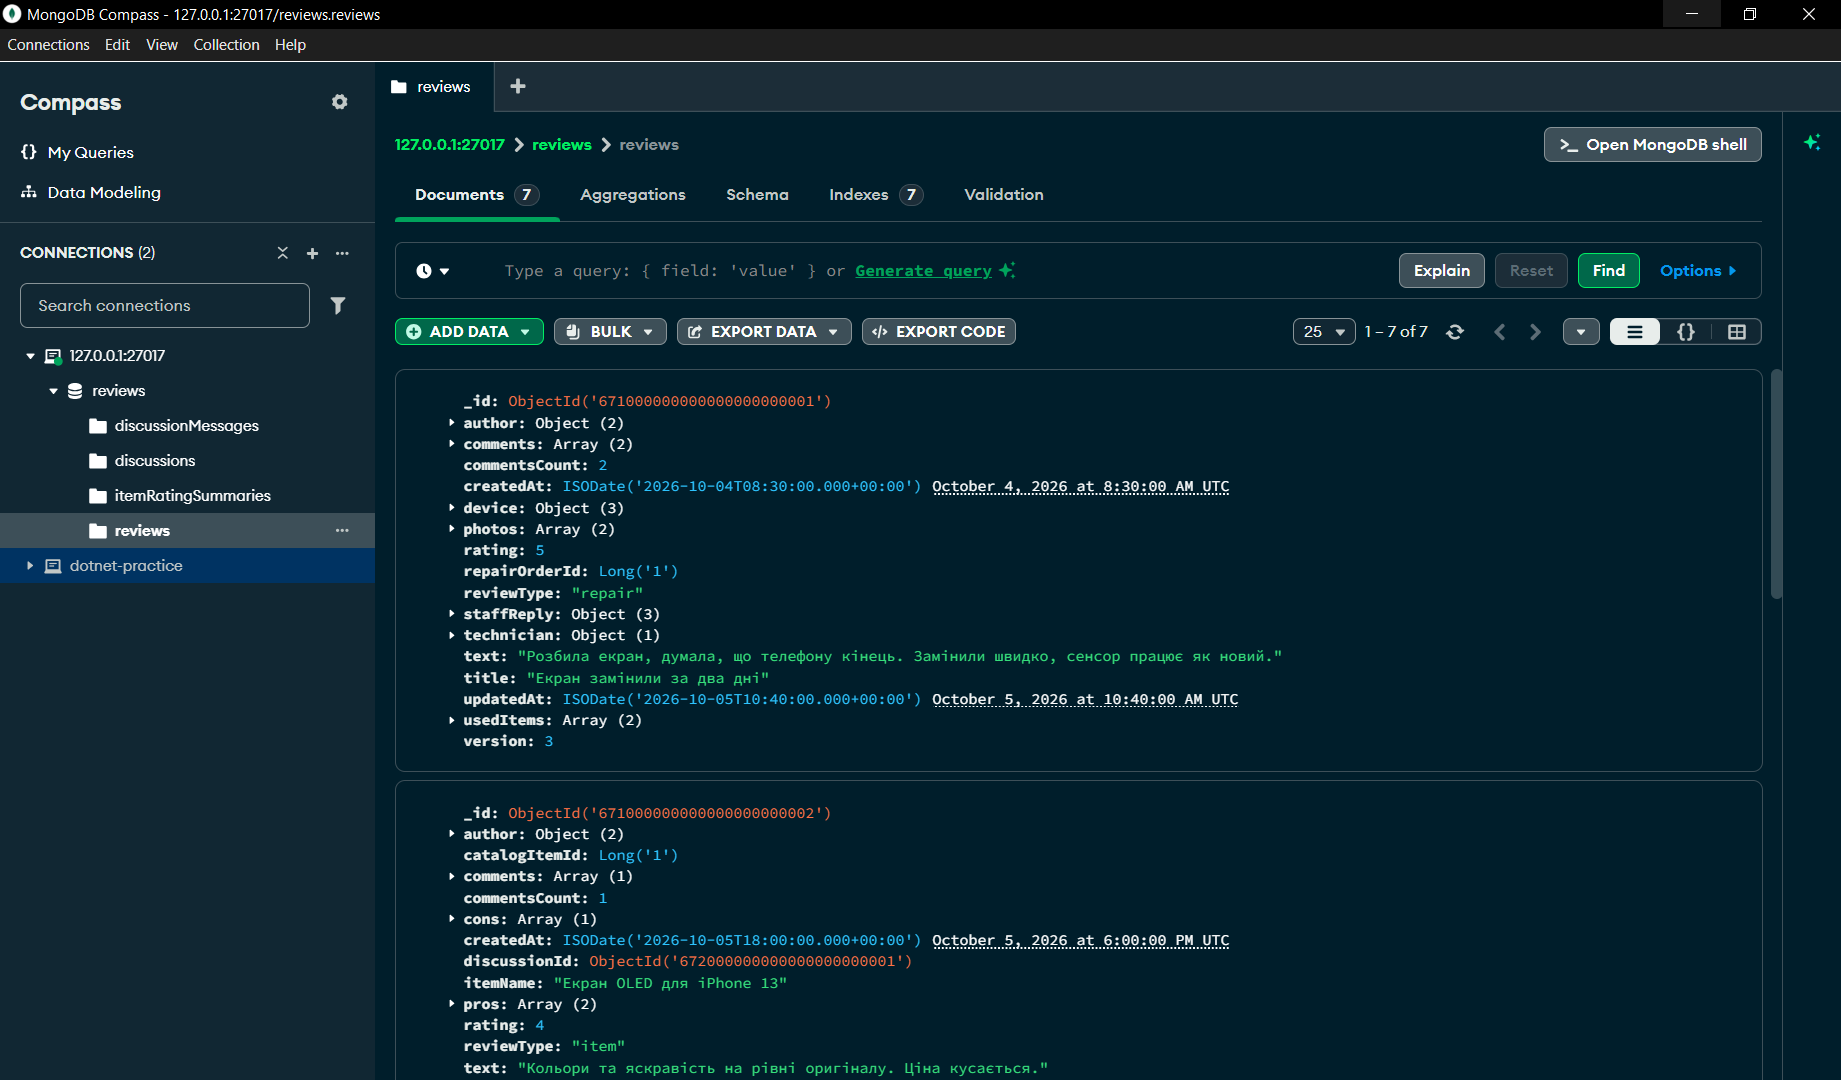 MongoDB Compass - 127.0.0.1:27017/reviews.reviews
Connections Edit View Collection Help
Compass
My Queries
Data Modeling
CONNECTIONS (2)
Search connections
127.0.0.1:27017
reviews
discussionMessages
discussions
itemRatingSummaries
reviews
dotnet-practice
reviews
127.0.0.1:27017 > reviews > reviews
>_ Open MongoDB shell
Documents 7 Aggregations Schema Indexes 7 Validation
Type a query: { field: 'value' } or Generate query
Explain Reset Find Options
ADD DATA BULK EXPORT DATA EXPORT CODE
25 1 – 7 of 7
_id: ObjectId('671000000000000000000001')
author: Object (2)
comments: Array (2)
commentsCount: 2
createdAt: ISODate('2026-10-04T08:30:00.000+00:00') October 4, 2026 at 8:30:00 AM UTC
device: Object (3)
photos: Array (2)
rating: 5
repairOrderId: Long('1')
reviewType: "repair"
staffReply: Object (3)
technician: Object (1)
text: "Розбила екран, думала, що телефону кінець. Замінили швидко, сенсор працює як новий."
title: "Екран замінили за два дні"
updatedAt: ISODate('2026-10-05T10:40:00.000+00:00') October 5, 2026 at 10:40:00 AM UTC
usedItems: Array (2)
version: 3
_id: ObjectId('671000000000000000000002')
author: Object (2)
catalogItemId: Long('1')
comments: Array (1)
commentsCount: 1
cons: Array (1)
createdAt: ISODate('2026-10-05T18:00:00.000+00:00') October 5, 2026 at 6:00:00 PM UTC
discussionId: ObjectId('672000000000000000000001')
itemName: "Екран OLED для iPhone 13"
pros: Array (2)
rating: 4
reviewType: "item"
text: "Кольори та яскравість на рівні оригіналу. Ціна кусається."